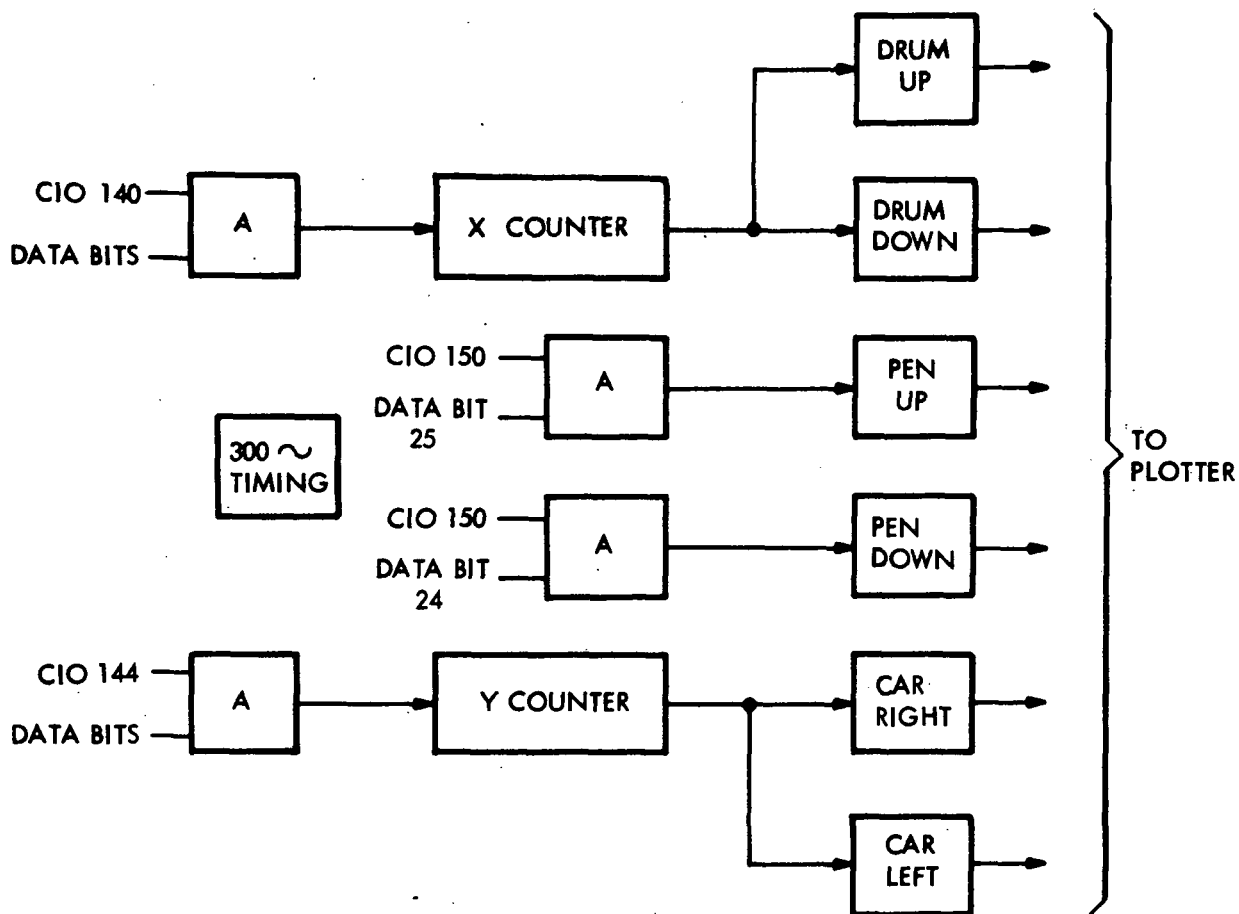 DRUM
UP
CIO 140
A
X COUNTER
DRUM
DOWN
DATA BITS
CIO 150
A
PEN
UP
DATA BIT
25
300 ~
TIMING
TO
PLOTTER
CIO 150
A
PEN
DOWN
DATA BIT
24
CIO 144
A
Y COUNTER
CAR
RIGHT
DATA BITS
CAR
LEFT